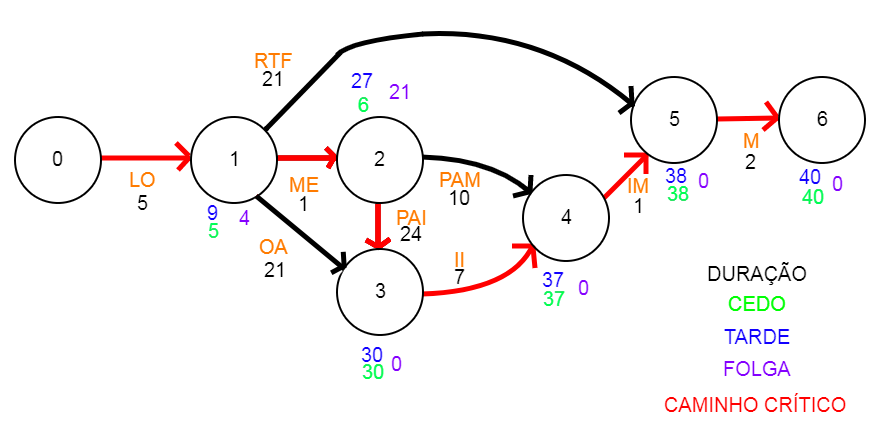 RTF
21
27
21
6
0
1
2
5
6
LO
5
ME
1
PAM
10
IM
1
M
2
38
0
38
40
0
40
9
4
5
OA
21
PAI
24
4
3
II
7
37
0
37
30
0
30
DURAÇÃO
CEDO
TARDE
FOLGA
CAMINHO CRÍTICO